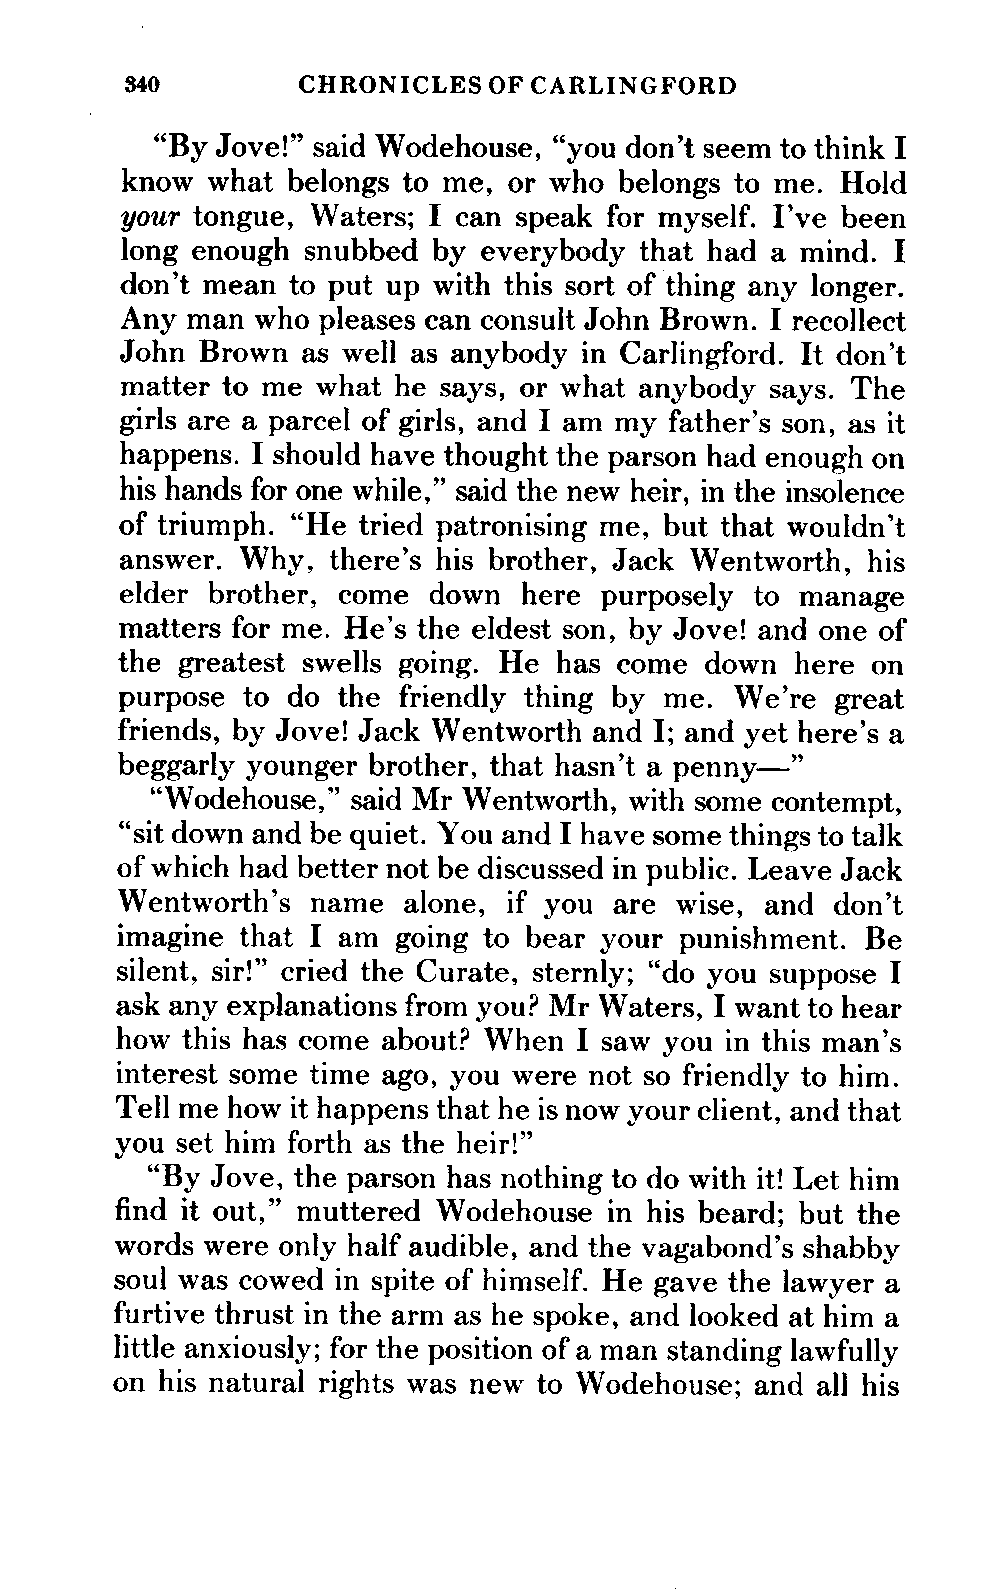 340 CHRONICLES OF CARLINGFORD
“By Jove!” said Wodehouse, “you don’t seem to think I
know what belongs to me, or who belongs to me. Hold
your tongue, Waters; I can speak for myself. I’ve been
long enough snubbed by everybody that had a mind. I
don’t mean to put up with this sort of thing any longer.
Any man who pleases can consult John Brown. I recollect
John Brown as well as anybody in Carlingford. It don’t
matter to me what he says, or what anybody says. The
girls are a parcel of girls, and I am my father’s son, as it
happens. I should have thought the parson had enough on
his hands for one while,” said the new heir, in the insolence
of triumph. “He tried patronising me, but that wouldn’t
answer. Why, there’s his brother, Jack Wentworth, his
elder brother, come down here purposely to manage
matters for me. He’s the eldest son, by Jove! and one of
the greatest swells going. He has come down here on
purpose to do the friendly thing by me. We’re great
friends, by Jove! Jack Wentworth and I; and yet here’s a
beggarly younger brother, that hasn’t a penny—”
“Wodehouse,” said Mr Wentworth, with some contempt,
“sit down and be quiet. You and I have some things to talk
of which had better not be discussed in public. Leave Jack
Wentworth’s name alone, if you are wise, and don’t
imagine that I am going to bear your punishment. Be
silent, sir!” cried the Curate, sternly; “do you suppose I
ask any explanations from you? Mr Waters, I want to hear
how this has come about? When I saw you in this man’s
interest some time ago, you were not so friendly to him.
Tell me how it happens that he is now your client, and that
you set him forth as the heir!”
“By Jove, the parson has nothing to do with it! Let him
find it out,” muttered Wodehouse in his beard; but the
words were only half audible, and the vagabond’s shabby
soul was cowed in spite of himself. He gave the lawyer a
furtive thrust in the arm as he spoke, and looked at him a
little anxiously; for the position of a man standing lawfully
on his natural rights was new to Wodehouse; and all his